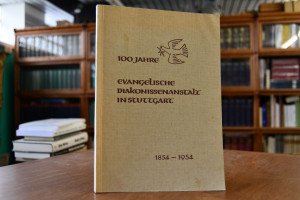 100 JAHRE
EVANGELISCHE
DIAKONISSENANSTALT
IN STUTTGART
1854 – 1954